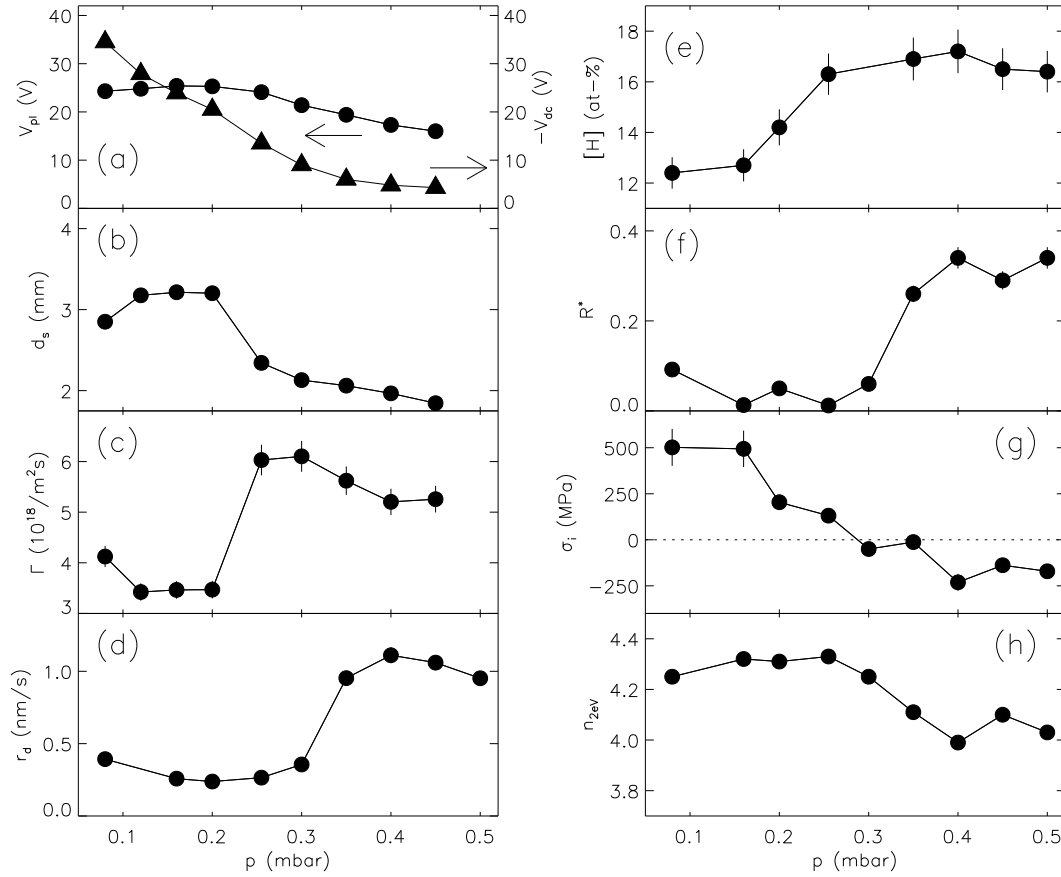 40
30
20
10
0
V_pl (V)
(a)
40
30
20
10
0
−V_dc (V)
4
3
2
d_s (mm)
(b)
6
5
4
3
Γ (10^18/m^2s)
(c)
1.0
0.5
0.0
r_d (nm/s)
(d)
0.1 0.2 0.3 0.4 0.5
p (mbar)
18
16
14
12
[H] (at−%)
(e)
0.4
0.2
0.0
R*
(f)
500
250
0
−250
σ_i (MPa)
(g)
4.4
4.2
4.0
3.8
n_2eV
(h)
0.1 0.2 0.3 0.4 0.5
p (mbar)